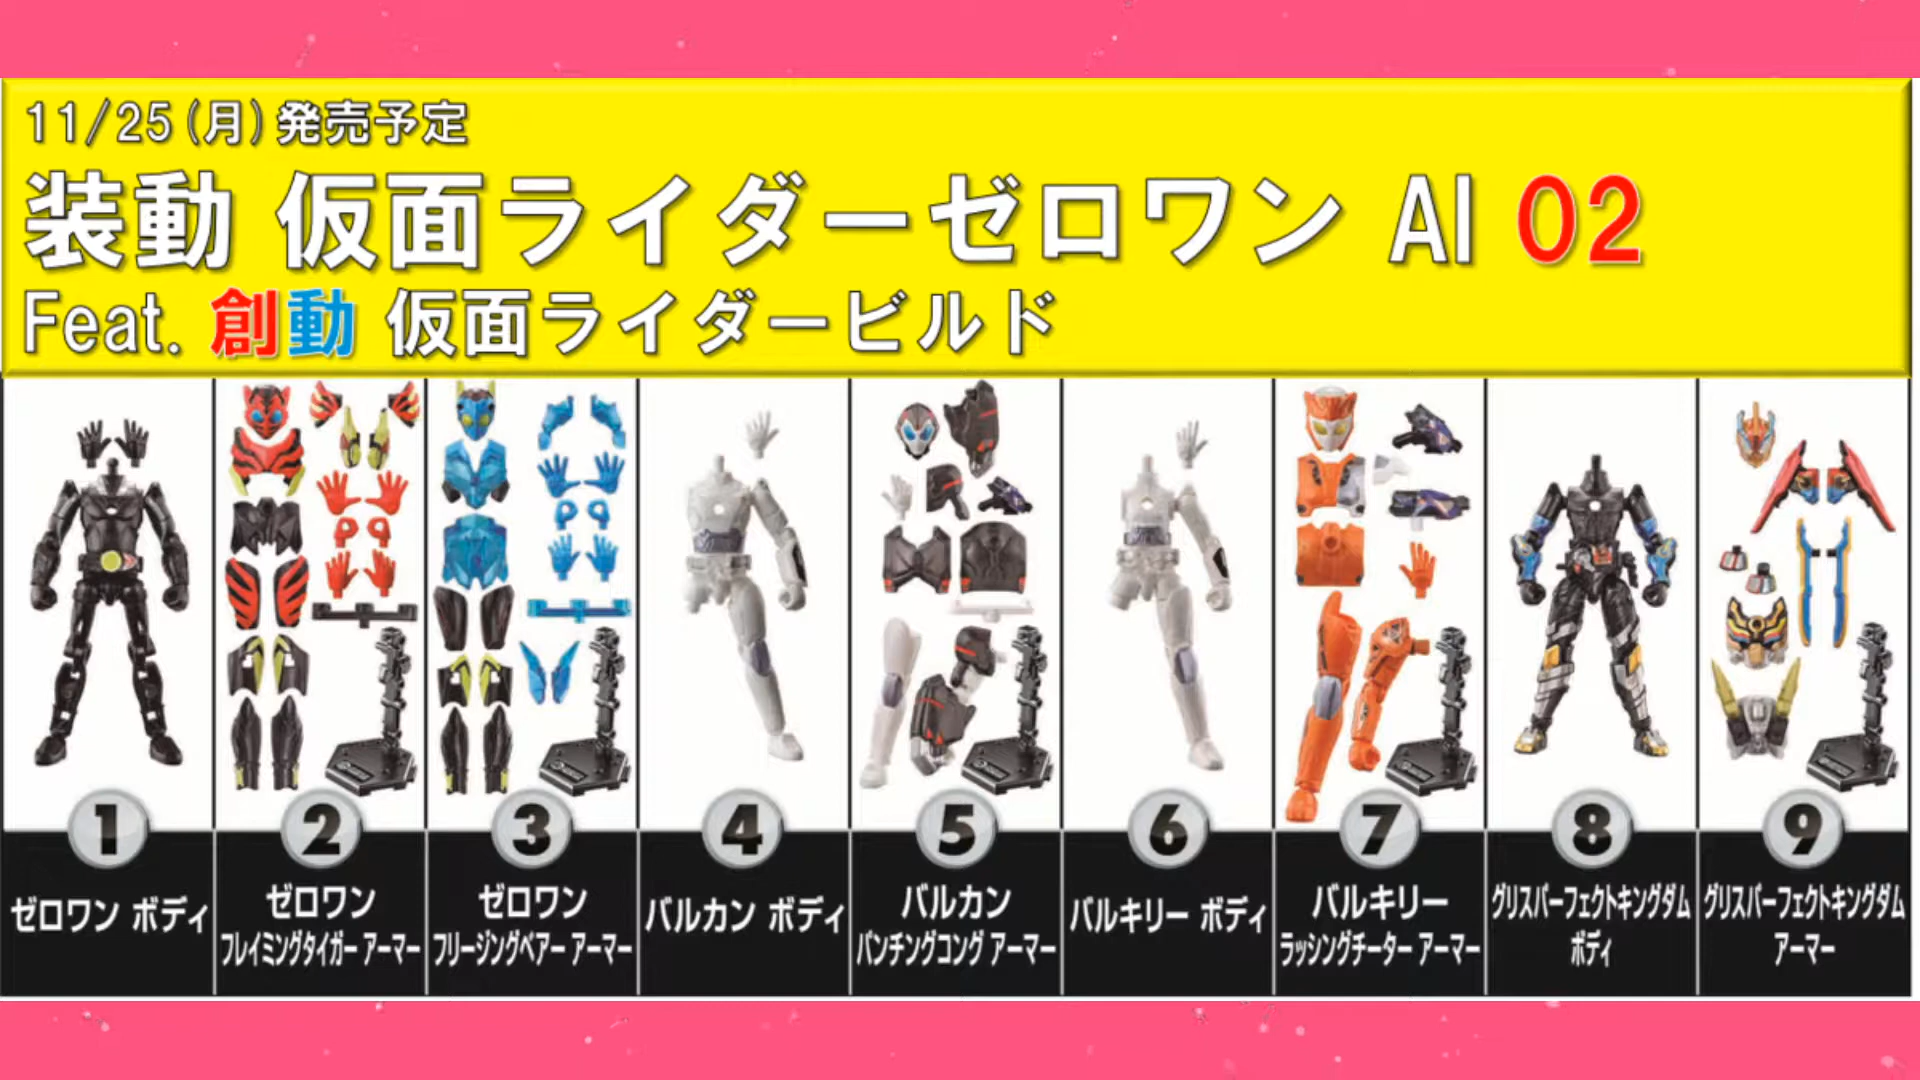 11/25(月)発売予定
装動 仮面ライダーゼロワン AI 02
Feat. 創動 仮面ライダービルド
1
ゼロワン ボディ
2
ゼロワン
フレイミングタイガー アーマー
3
ゼロワン
フリージングベアー アーマー
4
バルカン ボディ
5
バルカン
パンチングコング アーマー
6
バルキリー ボディ
7
バルキリー
ラッシングチーター アーマー
8
グリスパーフェクトキングダム
ボディ
9
グリスパーフェクトキングダム
アーマー